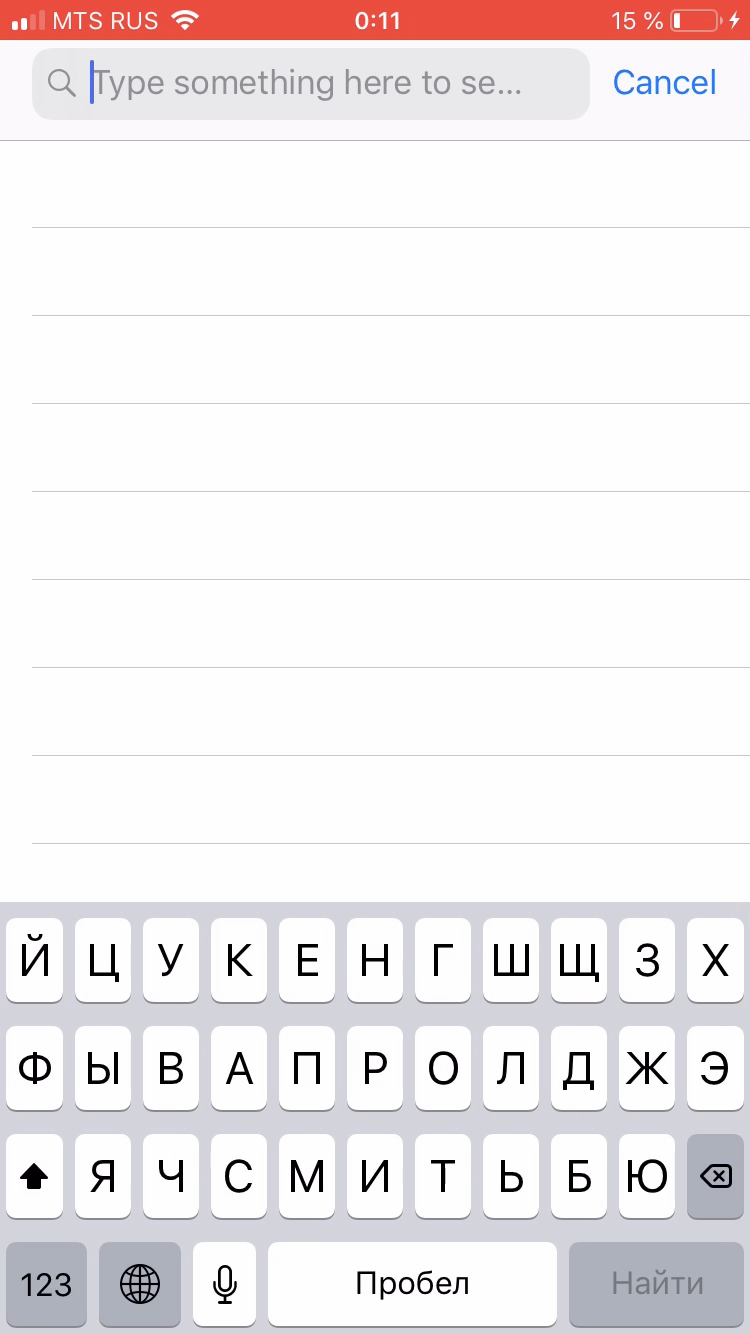 MTS RUS 0:11 15 %
Type something here to se... Cancel
Й Ц У К Е Н Г Ш Щ З Х
Ф Ы В А П Р О Л Д Ж Э
Я Ч С М И Т Ь Б Ю
123 Пробел Найти